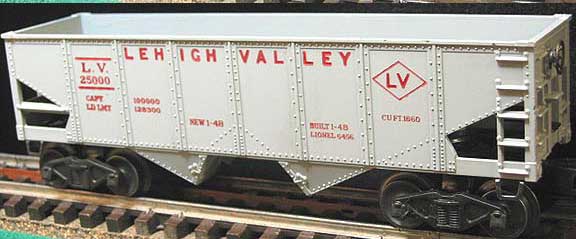 LEHIGH VALLEY
L.V.
25000
CAPY
LD LMT
100000
128300
NEW 1-48
BUILT 1-48
LIONEL 6456
LV
CU FT. 1860